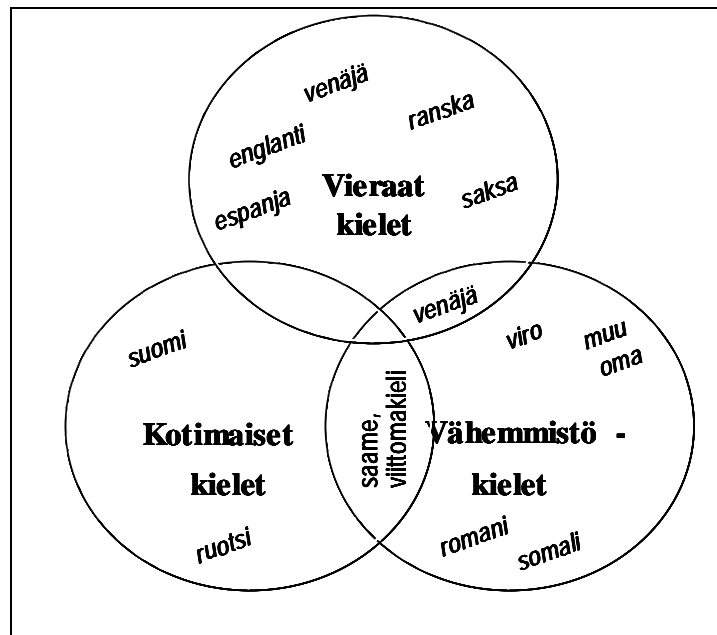 venäjä
ranska
englanti
Vieraat
kielet
espanja
saksa
venäjä
suomi
viro
muu
oma
saame,
viittomakieli
Kotimaiset
kielet
Vähemmistö -
kielet
ruotsi
romani
somali